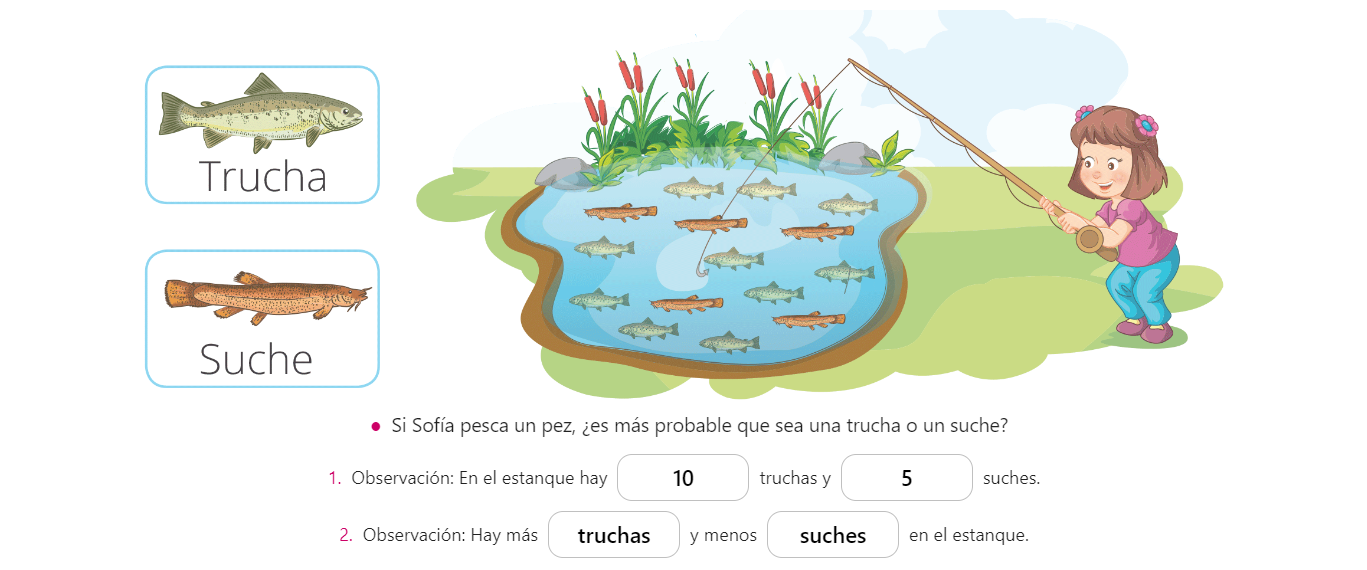 Trucha
Suche
● Si Sofía pesca un pez, ¿es más probable que sea una trucha o un suche?
1. Observación: En el estanque hay 10 truchas y 5 suches.
2. Observación: Hay más truchas y menos suches en el estanque.